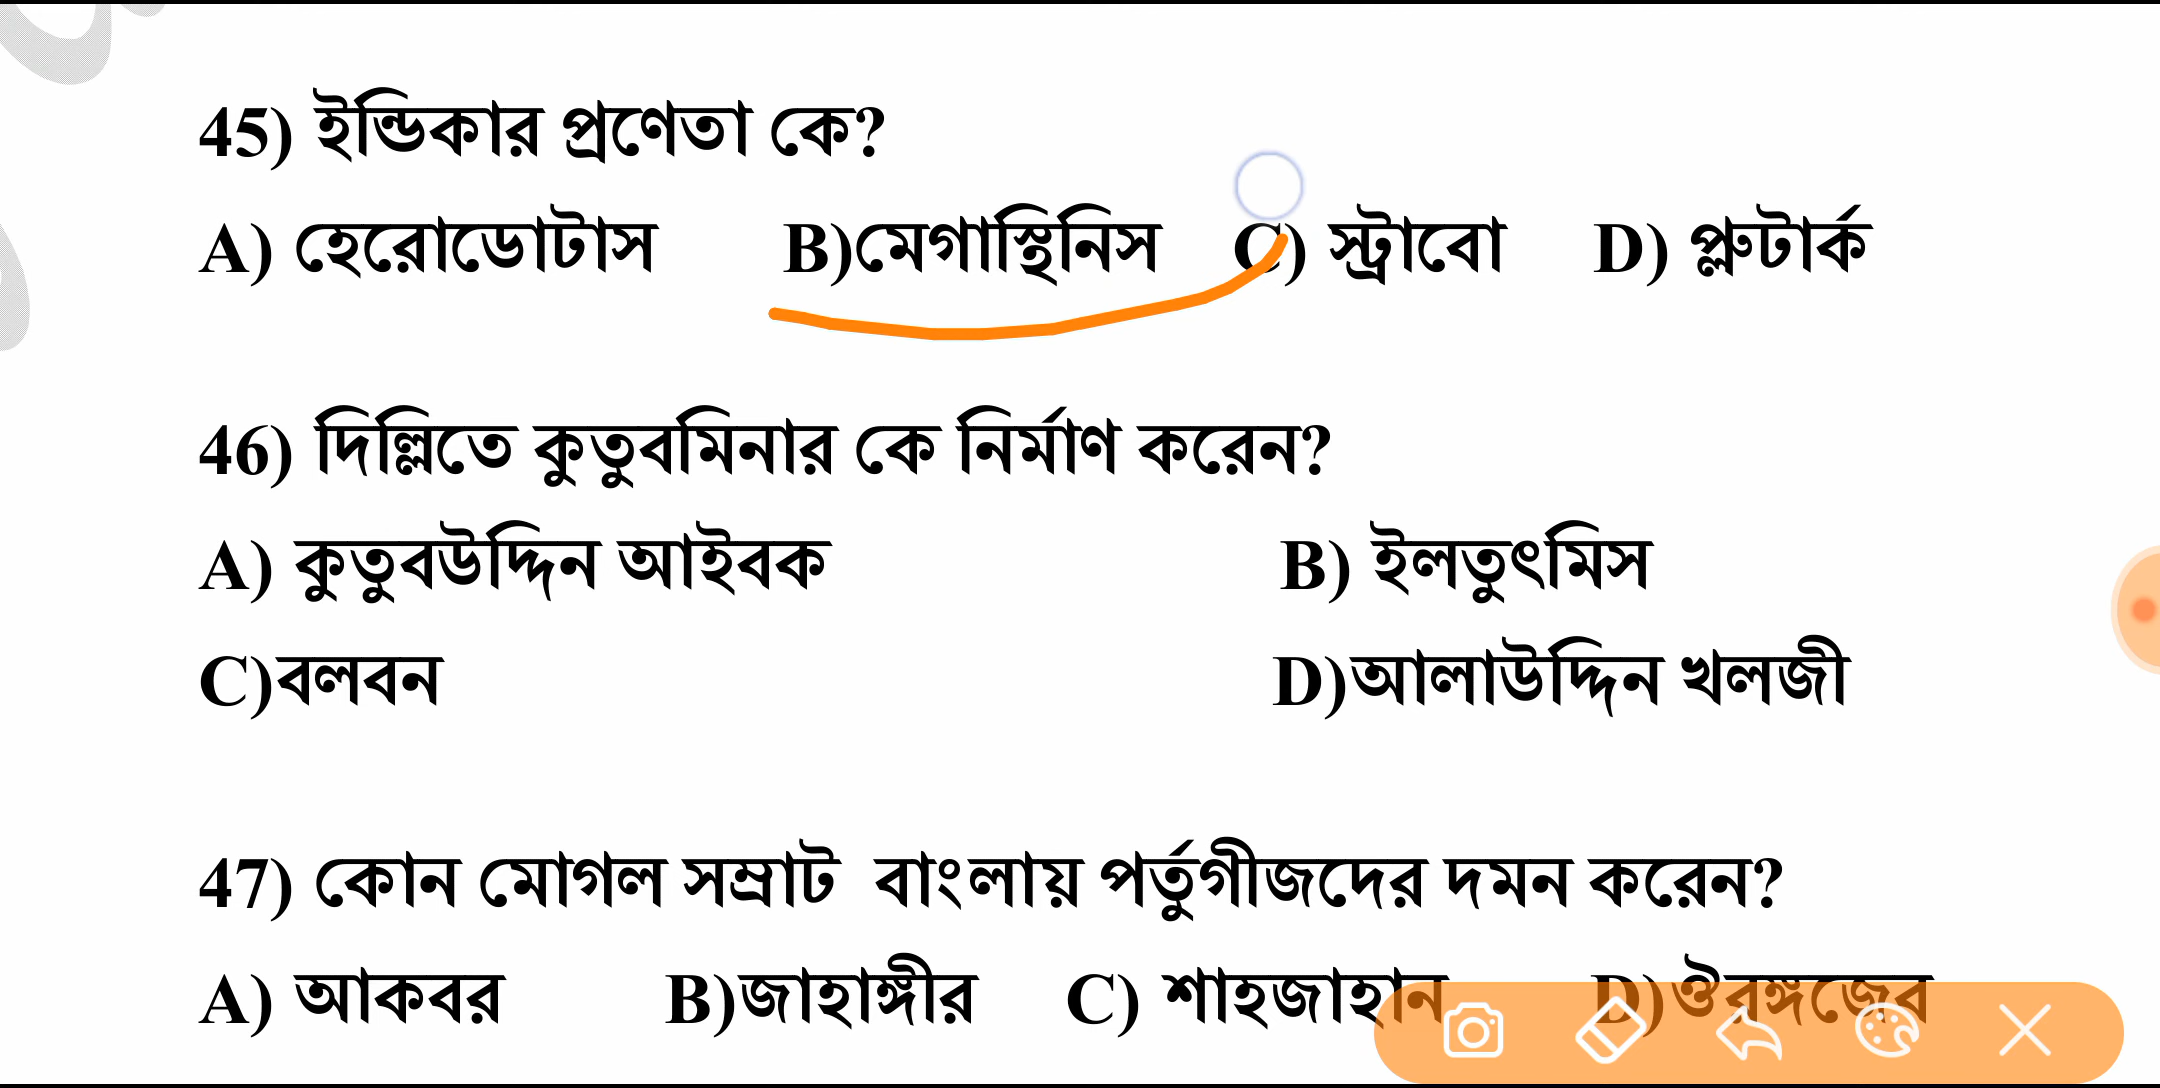 45) ইন্ডিকার প্রণেতা কে?
A) হেরোডোটাস B)মেগাস্থিনিস C) স্ট্রাবো D) প্লুটার্ক
46) দিল্লিতে কুতুবমিনার কে নির্মাণ করেন?
A) কুতুবউদ্দিন আইবক B) ইলতুৎমিস
C)বলবন D)আলাউদ্দিন খলজী
47) কোন মোগল সম্রাট বাংলায় পর্তুগীজদের দমন করেন?
A) আকবর B)জাহাঙ্গীর C) শাহজাহান D)ঔরঙ্গজেব